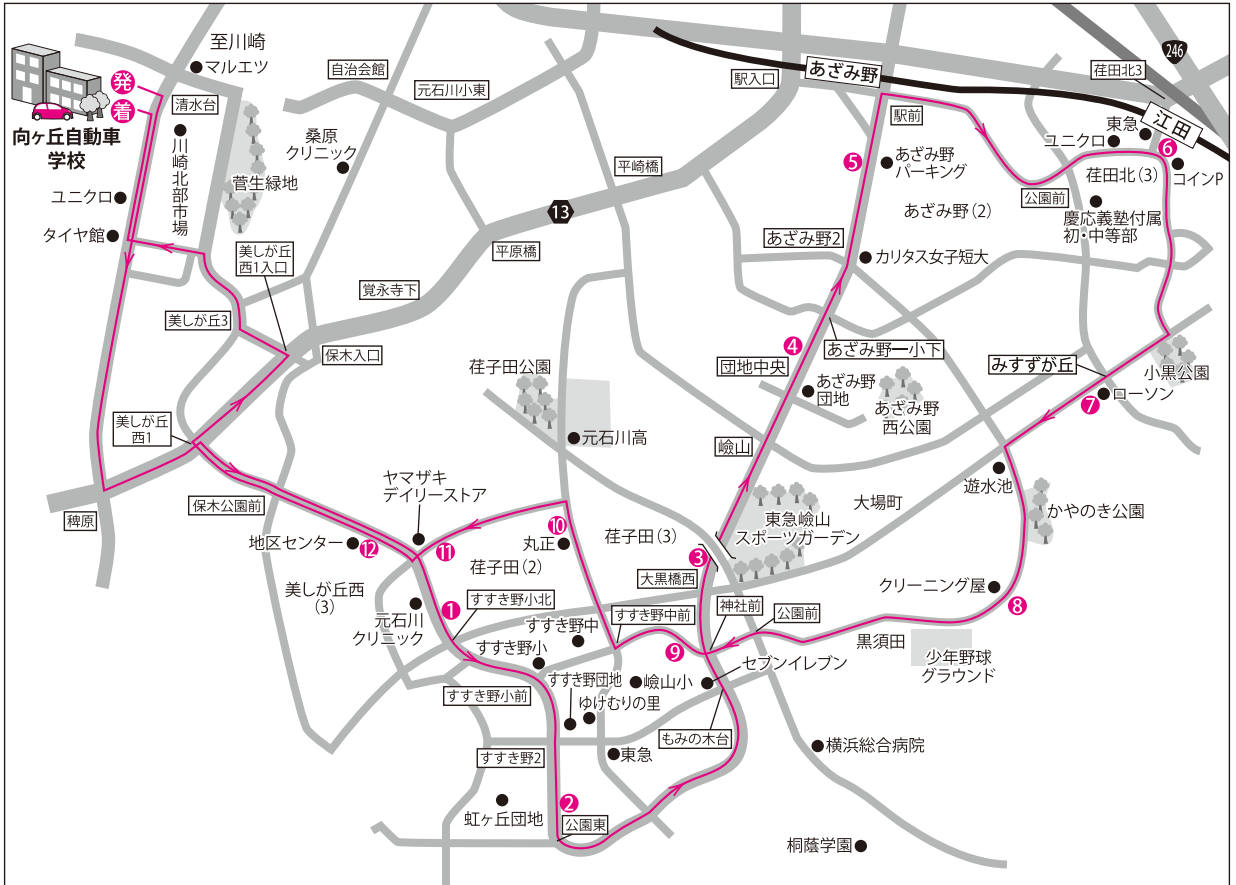 至川崎
マルエツ
発
着
清水台
向ヶ丘自動車
学校
川崎北部市場
菅生緑地
ユニクロ
タイヤ館
自治会館
元石川小東
桑原
クリニック
平崎橋
13
平原橋
覚永寺下
美しが丘
西1入口
美しが丘3
保木入口
美しが丘
西1
稗原
保木公園前
駅入口
あざみ野
駅前
246
荏田北3
江田
東急
ユニクロ
6
コインP
荏田北(3)
公園前
慶応義塾付属
初・中等部
5
あざみ野
パーキング
あざみ野(2)
あざみ野2
カリタス女子短大
あざみ野一小下
4
団地中央
あざみ野
団地
あざみ野
西公園
みすずが丘
小黒公園
ローソン
7
荏子田公園
元石川高
嶮山
東急嶮山
スポーツガーデン
大場町
遊水池
かやのき公園
ヤマザキ
デイリーストア
地区センター
12
11
10
丸正
荏子田(2)
荏子田(3)
3
大黒橋西
美しが丘西
(3)
元石川
クリニック
1
すすき野小北
すすき野中
すすき野中前
神社前
公園前
クリーニング屋
8
黒須田
少年野球
グラウンド
すすき野小
9
セブンイレブン
嶮山小
すすき野小前
すすき野団地
ゆけむりの里
もみの木台
すすき野2
東急
横浜総合病院
虹ヶ丘団地
2
公園東
桐蔭学園